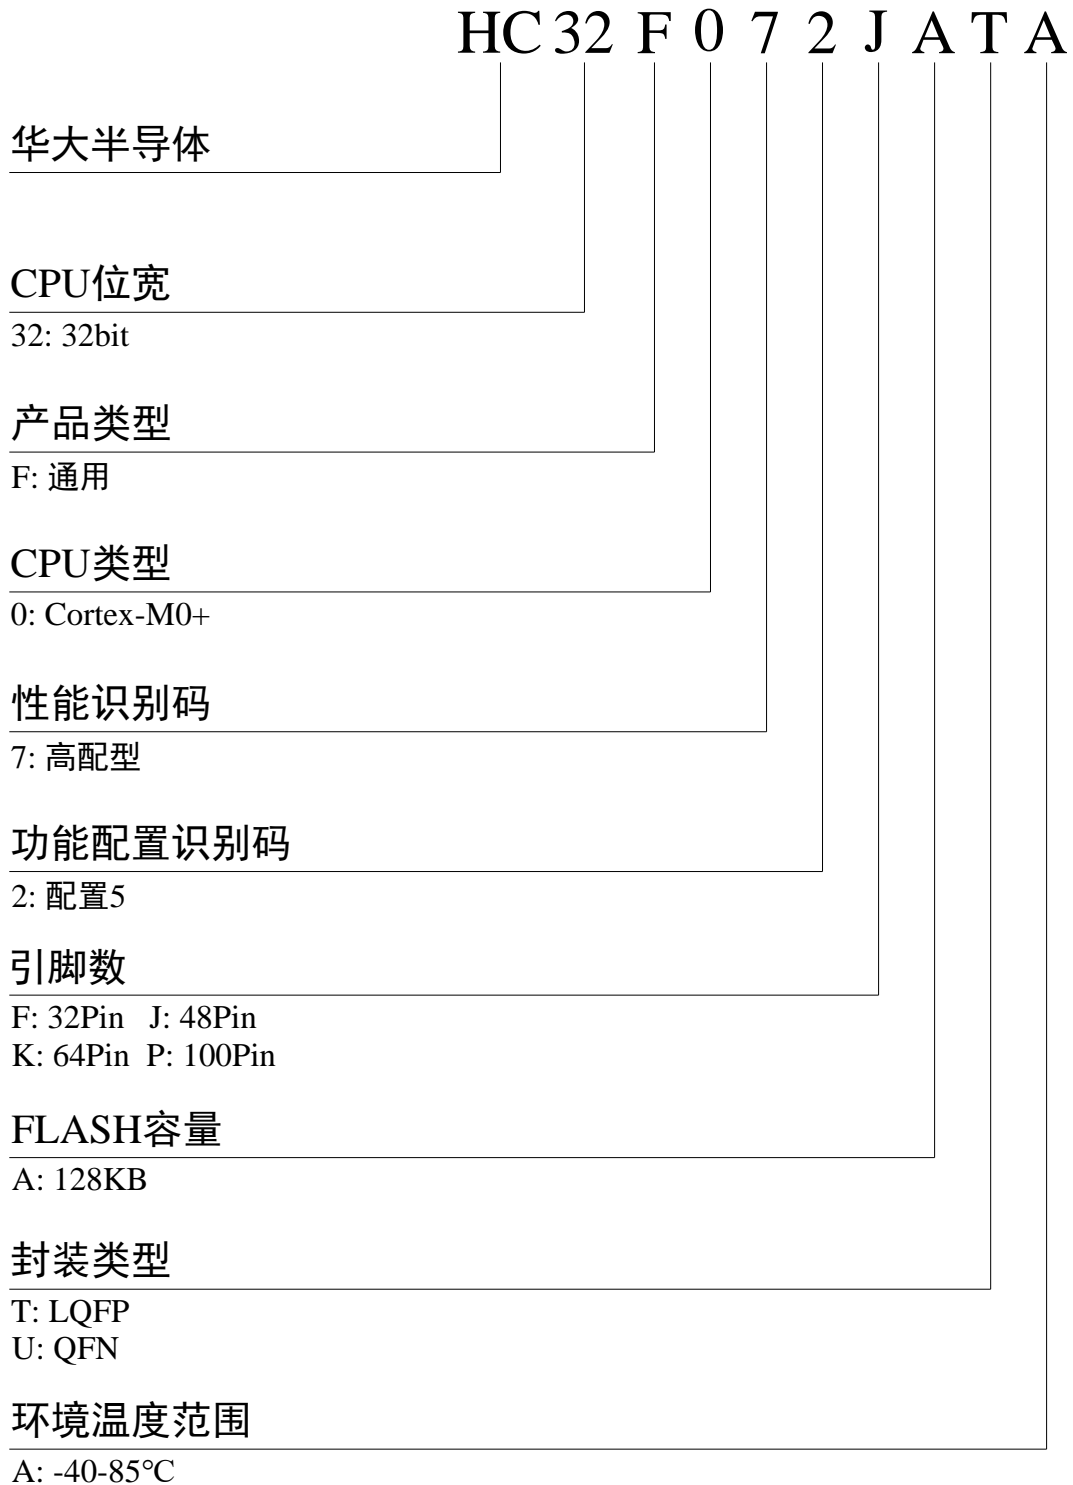 HC32F072JATA
华大半导体
CPU位宽
32: 32bit
产品类型
F: 通用
CPU类型
0: Cortex-M0+
性能识别码
7: 高配型
功能配置识别码
2: 配置5
引脚数
F: 32Pin J: 48Pin
K: 64Pin P: 100Pin
FLASH容量
A: 128KB
封装类型
T: LQFP
U: QFN
环境温度范围
A: -40-85℃